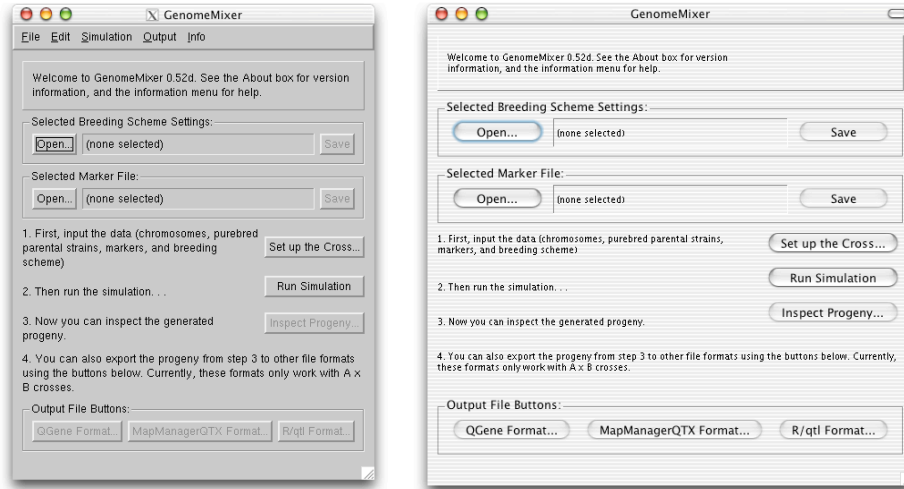 GenomeMixer
File Edit Simulation Output Info
Welcome to GenomeMixer 0.52d. See the About box for version
information, and the information menu for help.
Selected Breeding Scheme Settings:
Open... (none selected) Save
Selected Marker File:
Open... (none selected) Save
1. First, input the data (chromosomes, purebred
parental strains, markers, and breeding
scheme)
Set up the Cross...
2. Then run the simulation. . .
Run Simulation
3. Now you can inspect the generated
progeny.
Inspect Progeny...
4. You can also export the progeny from step 3 to other file formats
using the buttons below. Currently, these formats only work with A x
B crosses.
Output File Buttons:
QGene Format... MapManagerQTX Format... R/qtl Format...
GenomeMixer
Welcome to GenomeMixer 0.52d. See the About box for version
information, and the information menu for help.
Selected Breeding Scheme Settings:
Open... (none selected) Save
Selected Marker File:
Open... (none selected) Save
1. First, input the data (chromosomes, purebred parental strains,
markers, and breeding scheme)
Set up the Cross...
2. Then run the simulation. . .
Run Simulation
3. Now you can inspect the generated progeny.
Inspect Progeny...
4. You can also export the progeny from step 3 to other file formats using the buttons below. Currently,
these formats only work with A x B crosses.
Output File Buttons:
QGene Format... MapManagerQTX Format... R/qtl Format...